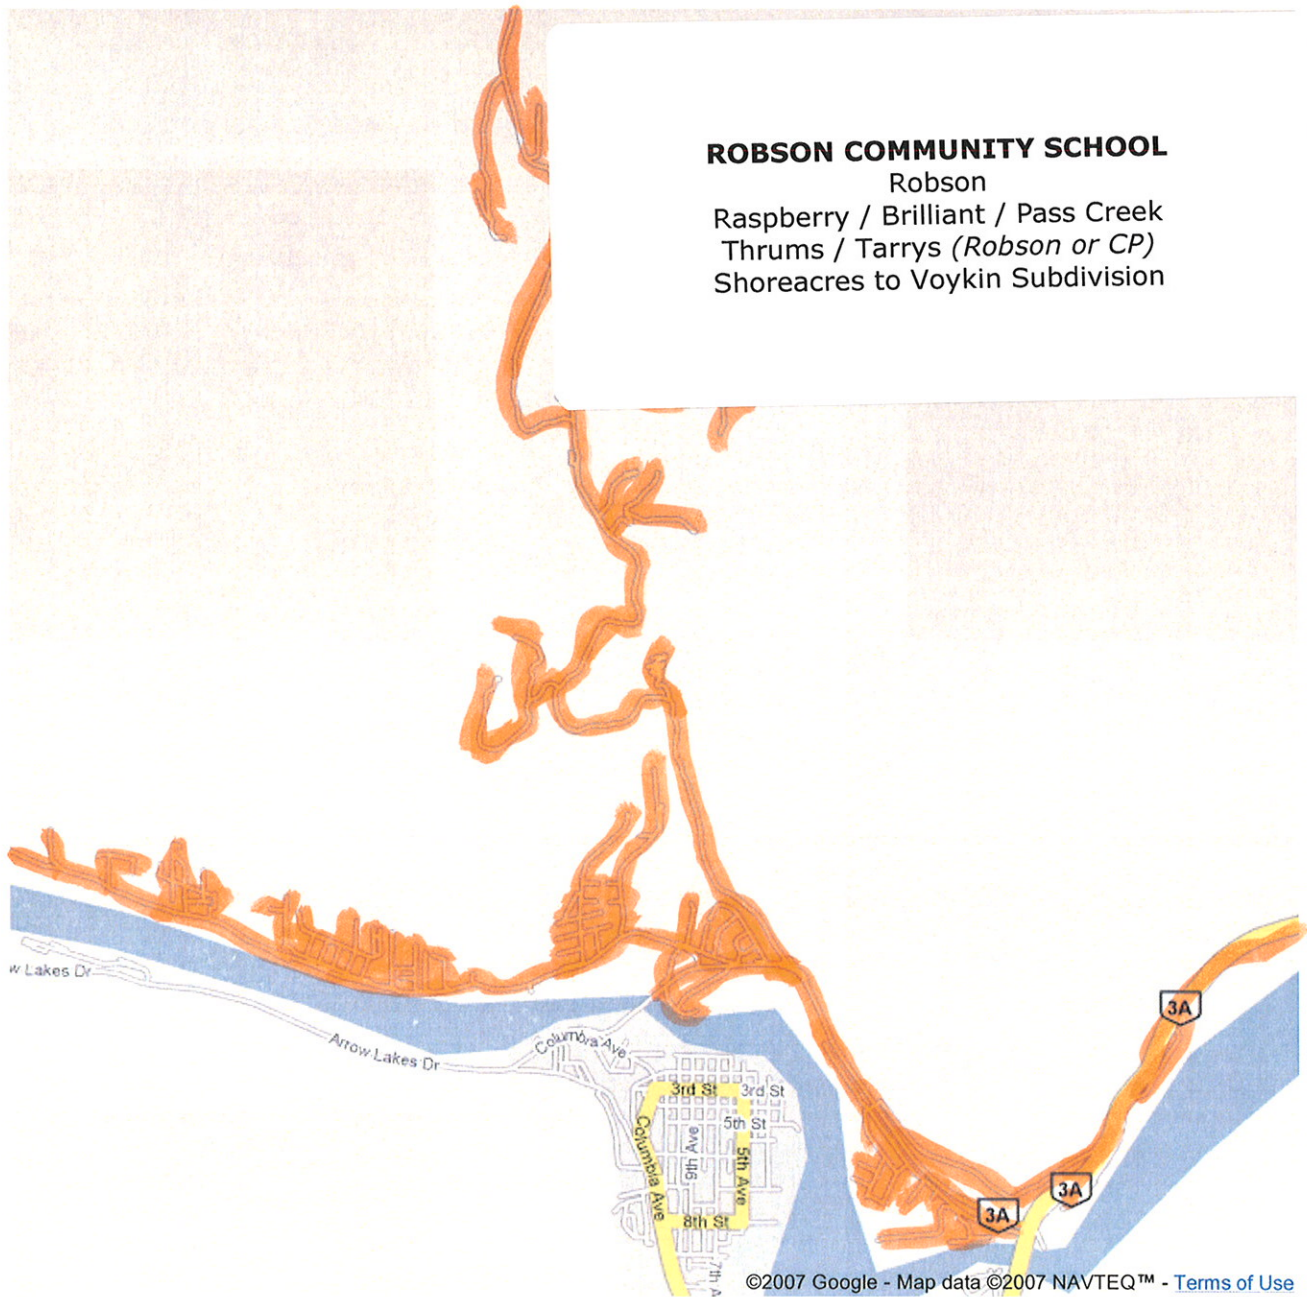 ROBSON COMMUNITY SCHOOL
Robson
Raspberry / Brilliant / Pass Creek
Thrums / Tarrys (Robson or CP)
Shoreacres to Voykin Subdivision
w Lakes Dr
Arrow Lakes Dr
Columbia Ave
3A
3rd St
3rd St
5th St
Columbia Ave
9th Ave
5th Ave
3A
3A
8th St
7th A
©2007 Google - Map data ©2007 NAVTEQ™ - Terms of Use